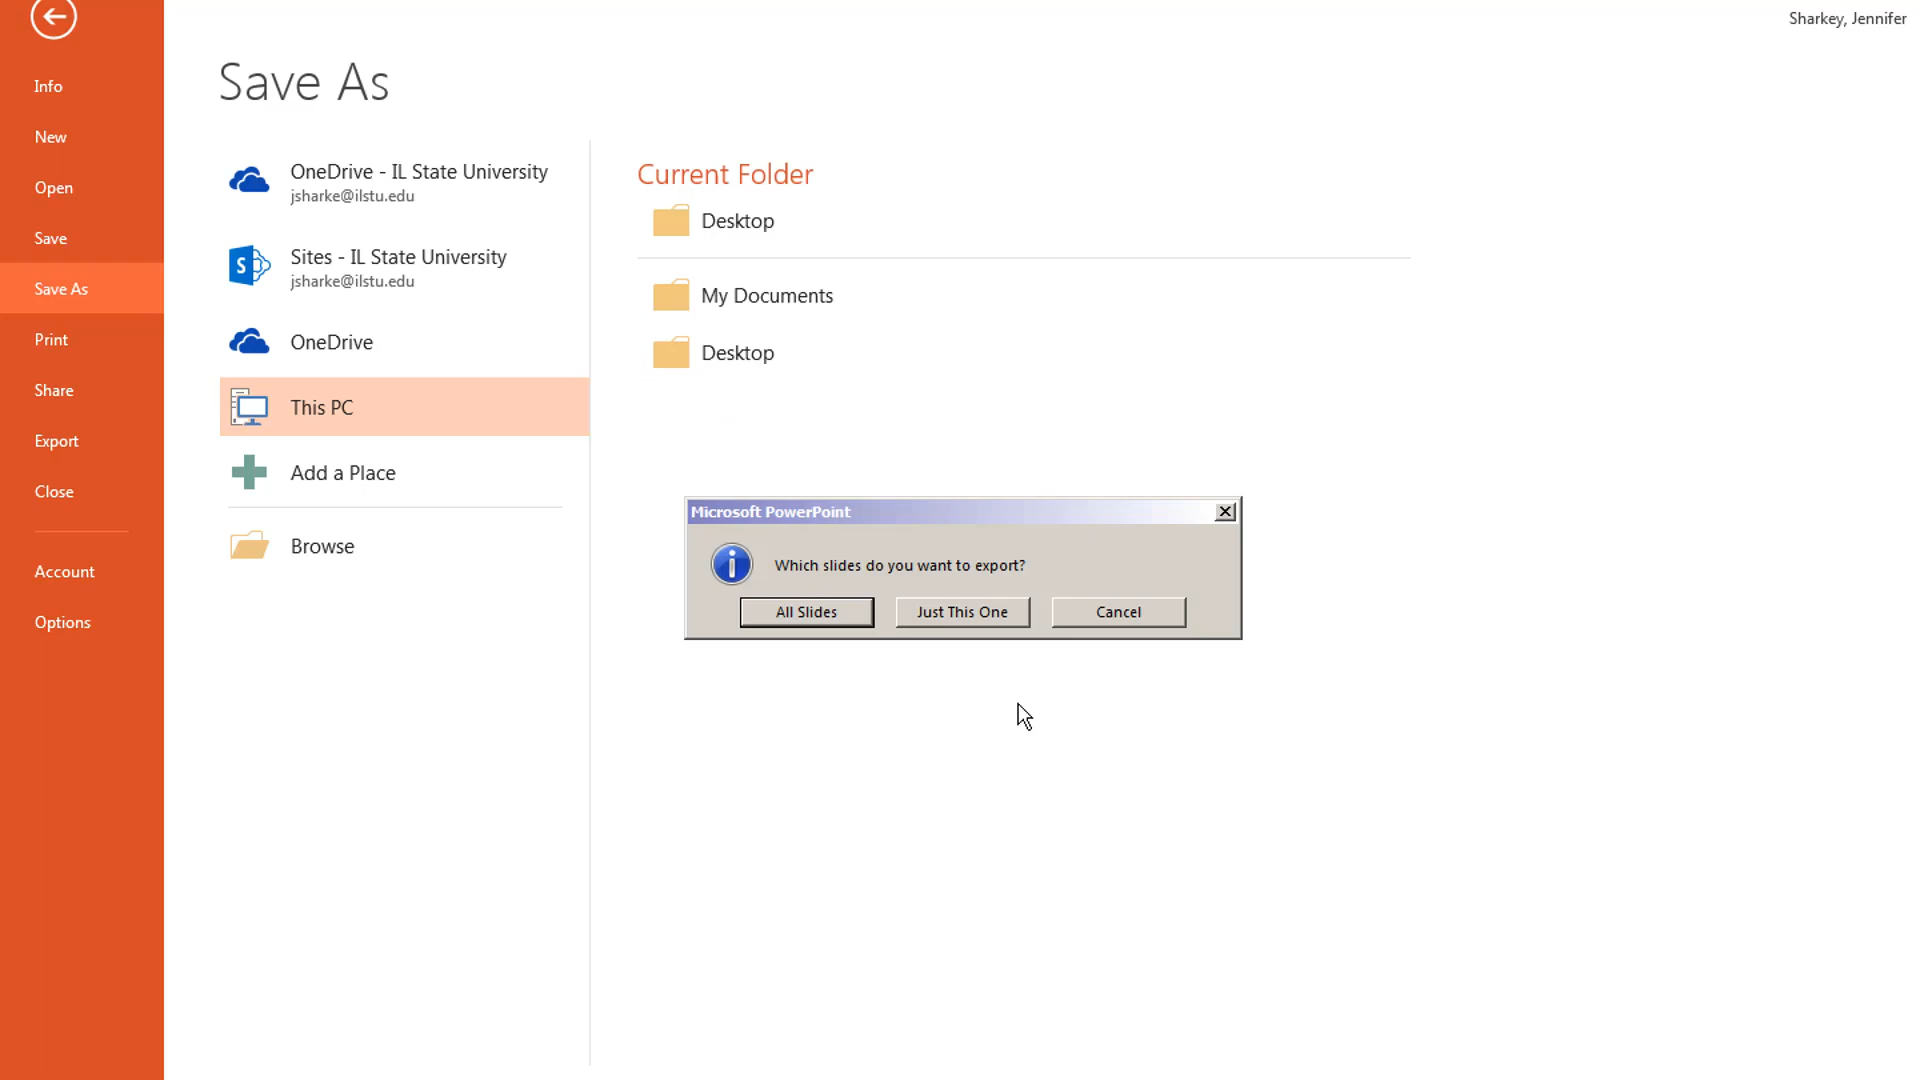 Sharkey, Jennifer
Info
New
Open
Save
Save As
Print
Share
Export
Close
Account
Options
Save As
OneDrive - IL State University
jsharke@ilstu.edu
Sites - IL State University
jsharke@ilstu.edu
OneDrive
This PC
Add a Place
Browse
Current Folder
Desktop
My Documents
Desktop
Microsoft PowerPoint
Which slides do you want to export?
All Slides Just This One Cancel